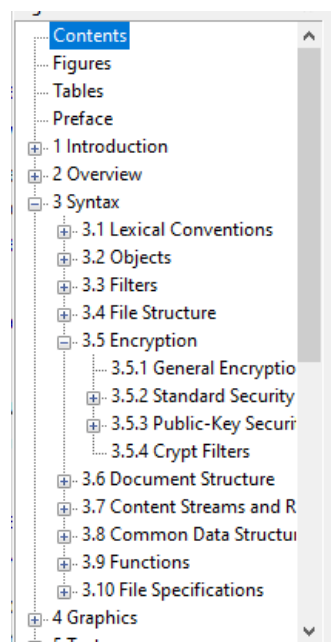 Contents
Figures
Tables
Preface
1 Introduction
2 Overview
3 Syntax
3.1 Lexical Conventions
3.2 Objects
3.3 Filters
3.4 File Structure
3.5 Encryption
3.5.1 General Encryptio
3.5.2 Standard Security
3.5.3 Public-Key Securit
3.5.4 Crypt Filters
3.6 Document Structure
3.7 Content Streams and R
3.8 Common Data Structu
3.9 Functions
3.10 File Specifications
4 Graphics